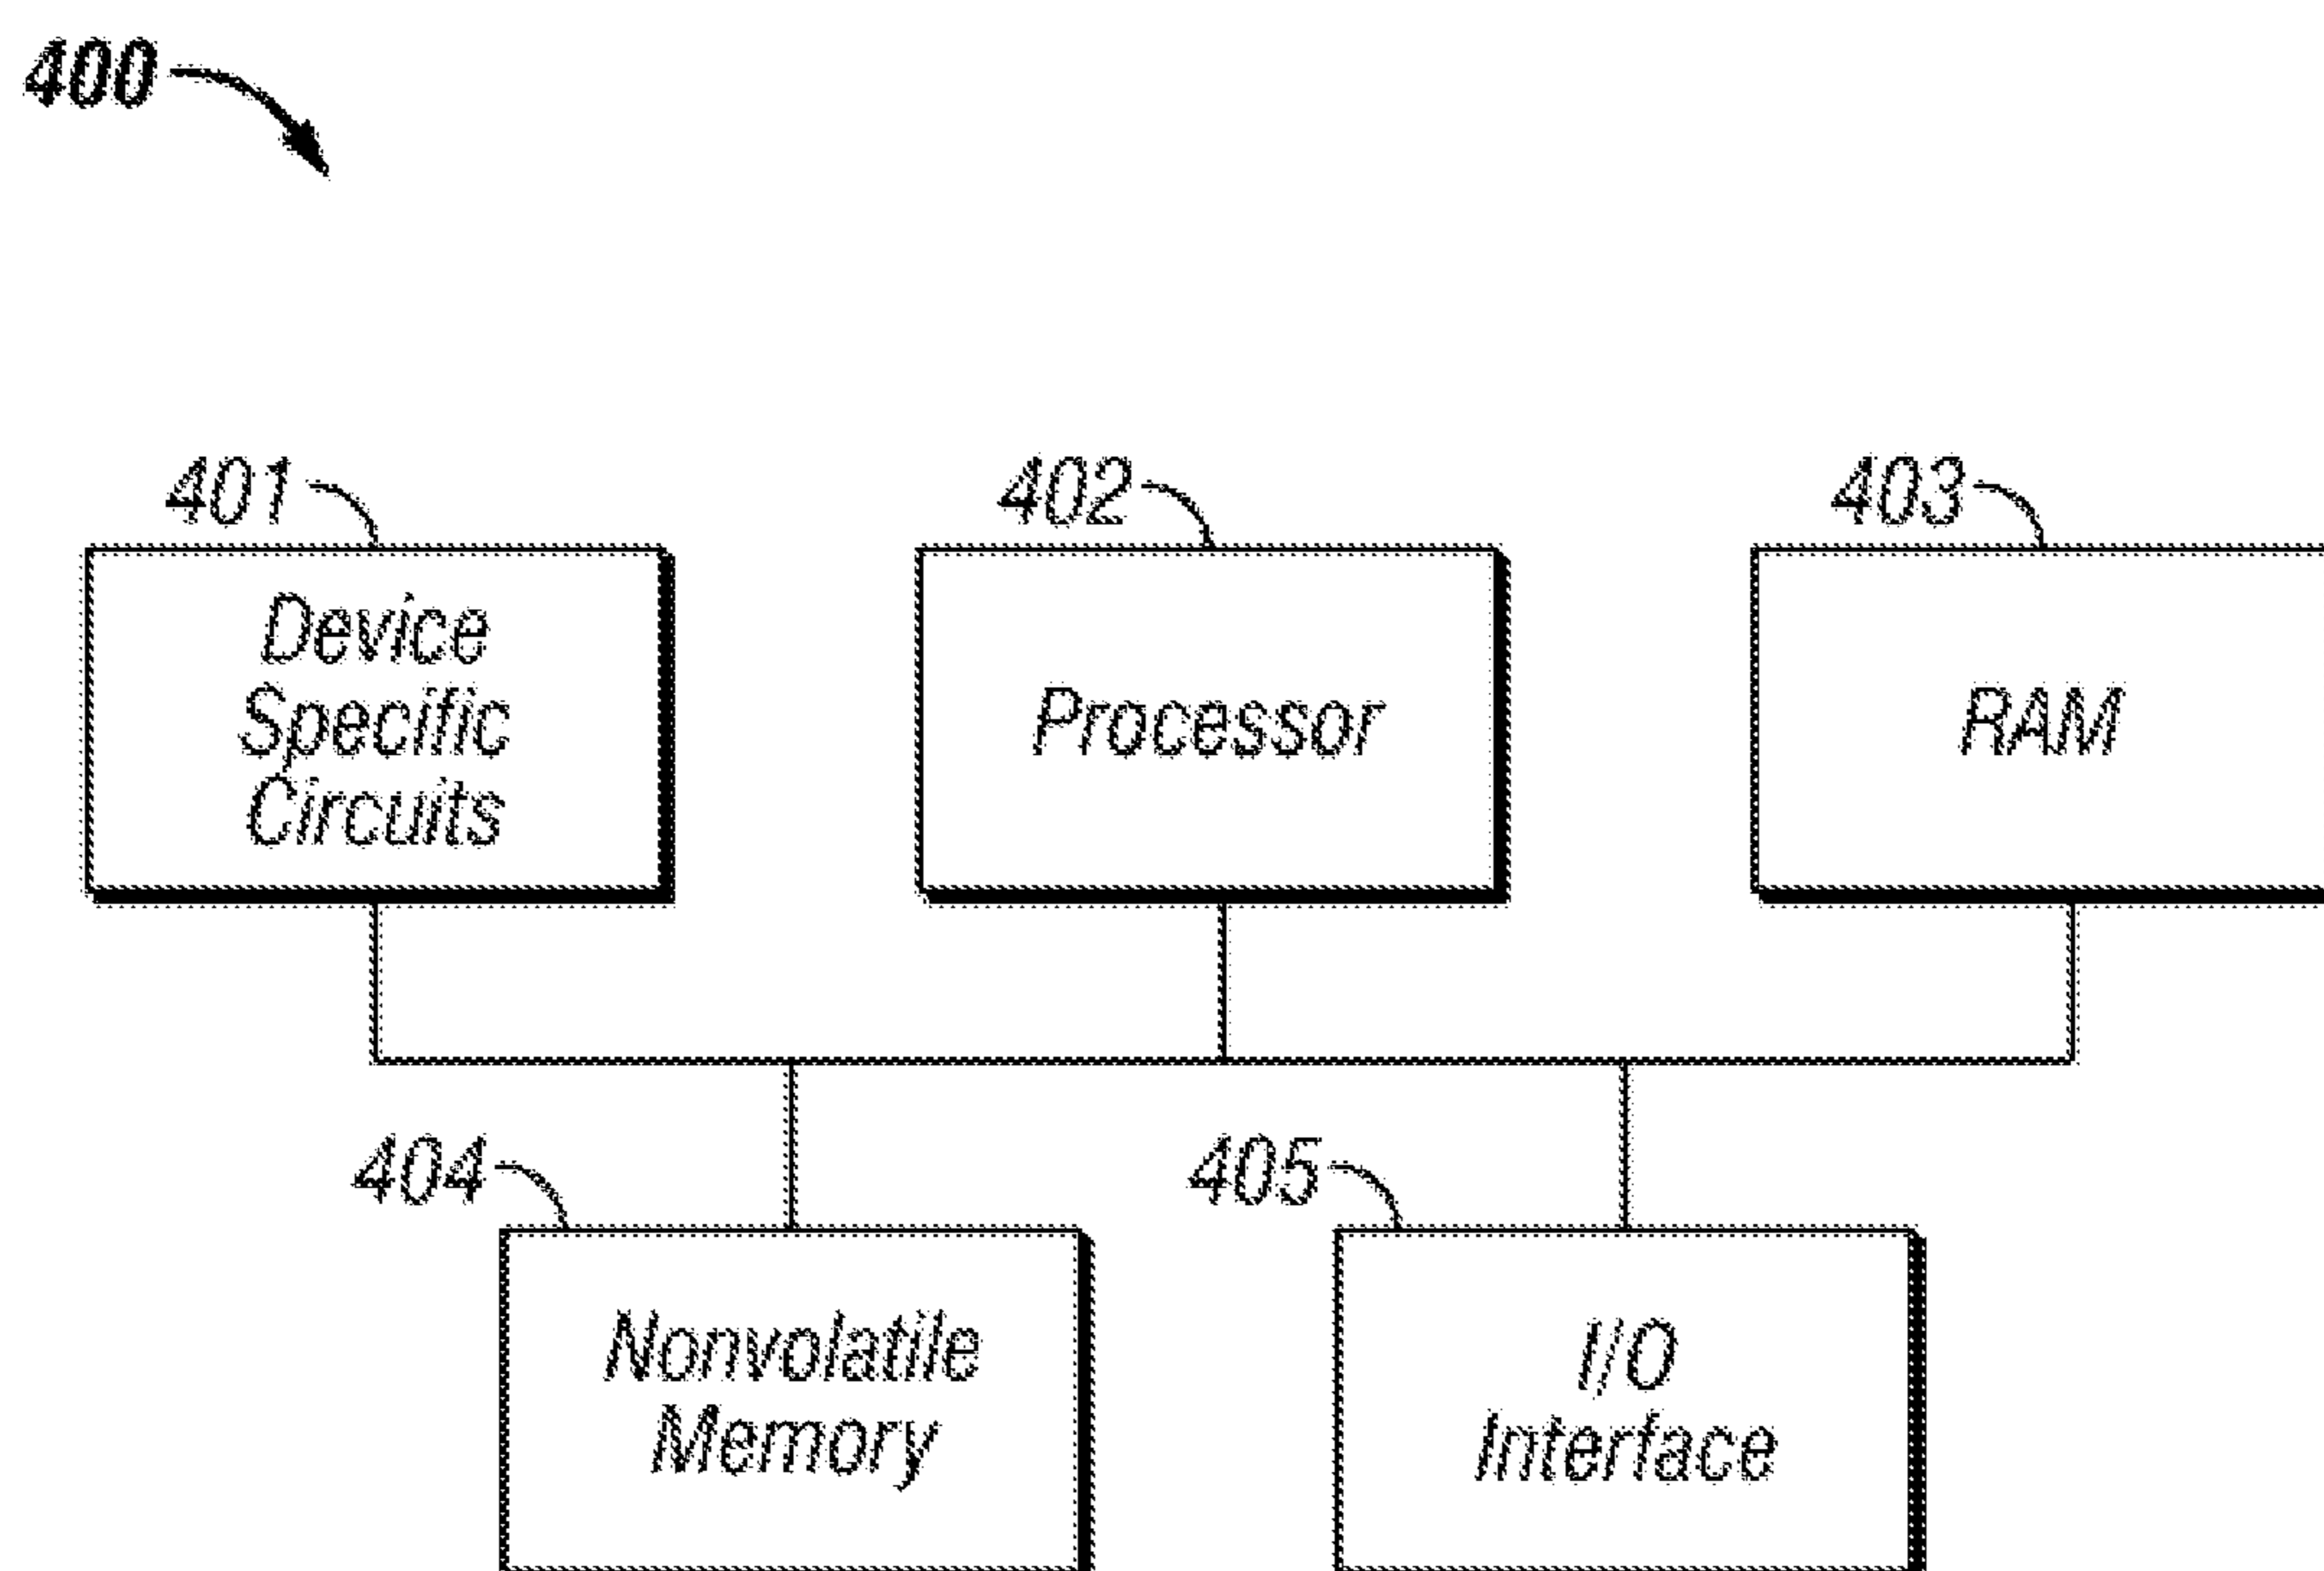 400
401
Device
Specific
Circuits
402
Processor
403
RAM
404
Nonvolatile
Memory
405
I/O
Interface